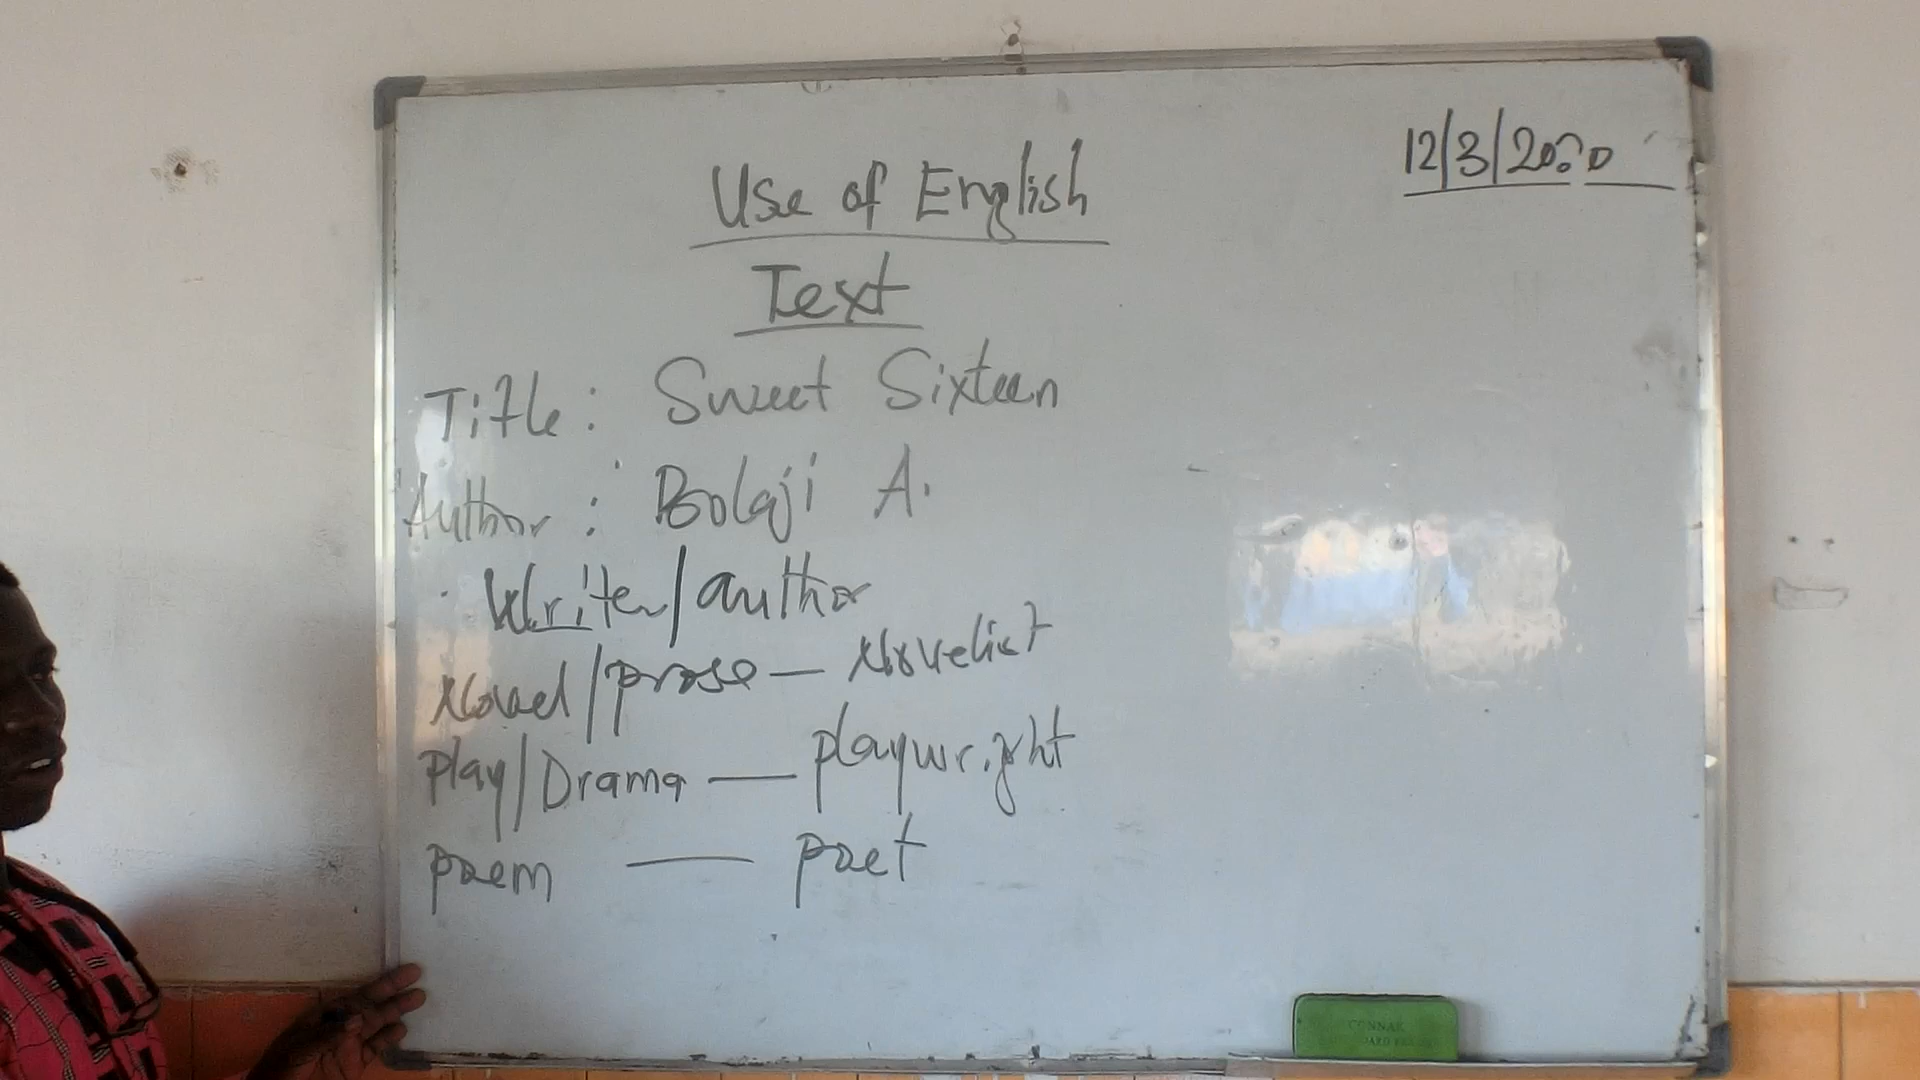 12/3/2020
Use of English
Text
Title: Sweet Sixteen
Author: Bolaji A.
Writer/author
Novel/prose — Novelist
Play/Drama — playwright
poem — poet
CONNAK